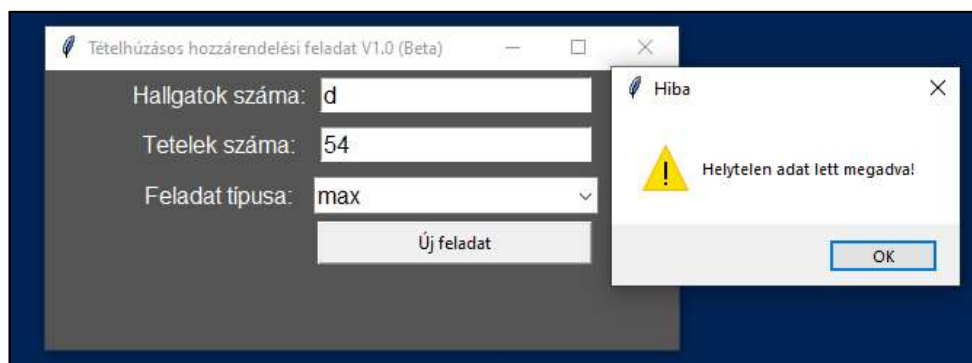 Tételhúzásos hozzárendelési feladat V1.0 (Beta)
Hallgatok száma: d
Tetelek száma: 54
Feladat típusa: max
Új feladat
Hiba
Helytelen adat lett megadva!
OK